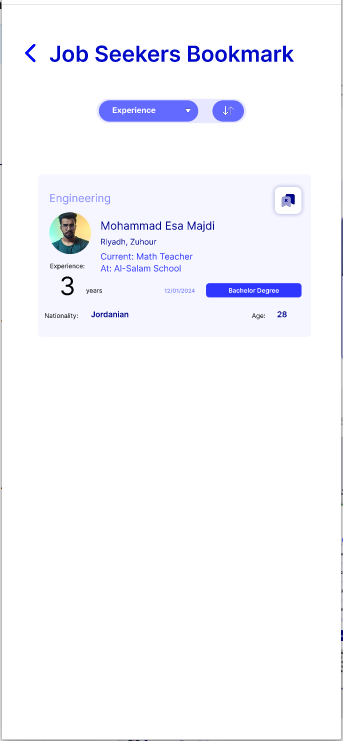 Job Seekers Bookmark
Experience
Engineering
Mohammad Esa Majdi
Riyadh, Zuhour
Current: Math Teacher
At: Al-Salam School
Experience:
3 years
12/01/2024
Bachelor Degree
Nationality: Jordanian
Age: 28